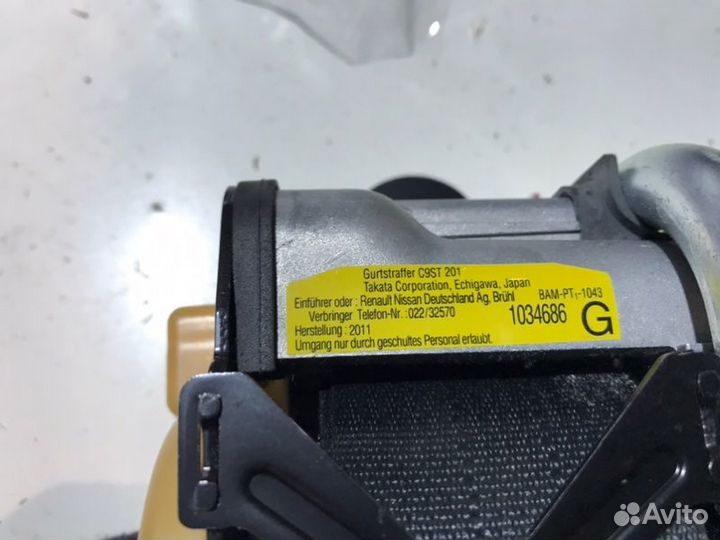 Gurtstraffer C9ST 201
Takata Corporation, Echigawa, Japan
Einführer oder : Renault Nissan Deutschland Ag, Brühl BAM-PT₁-1043
Verbringer Telefon-Nr. :022/32570 1034686 G
Herstellung : 2011
Umgang nur durch geschultes Personal erlaubt.
Avito